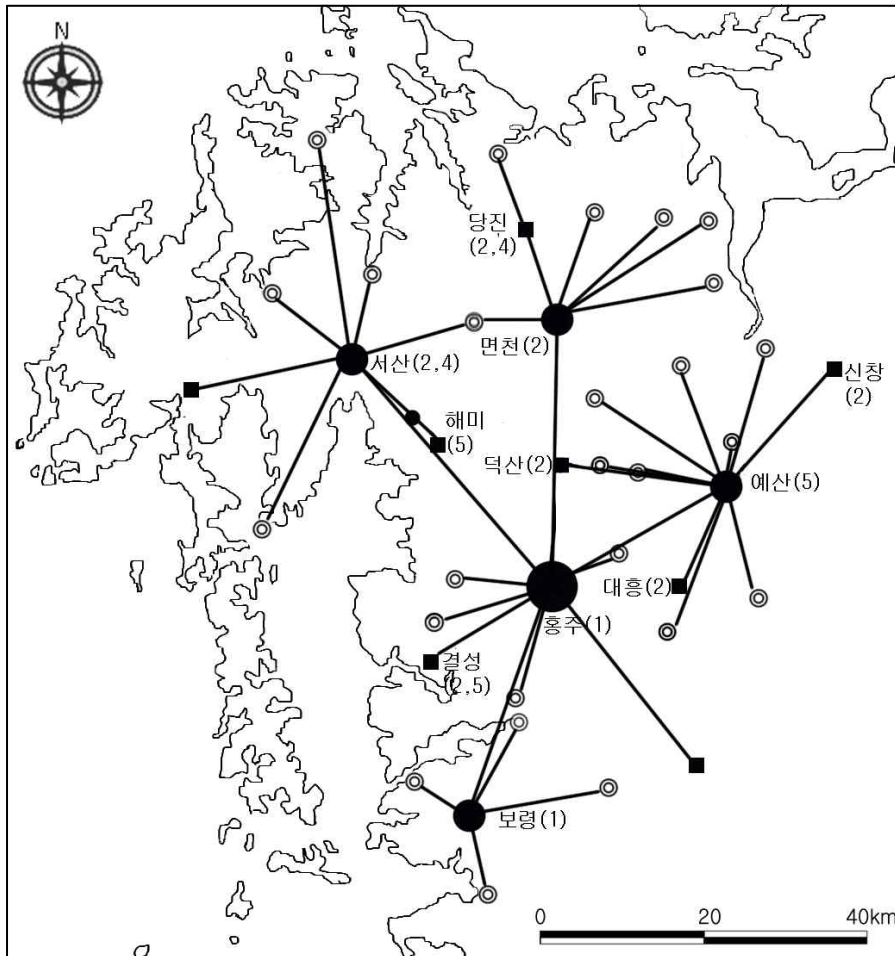 N
당진
(2,4)
면천(2)
서산(2,4)
신창
(2)
해미
(5)
덕산(2)
예산(5)
대흥(2)
홍주(1)
결성
(2,5)
보령(1)
0 20 40km